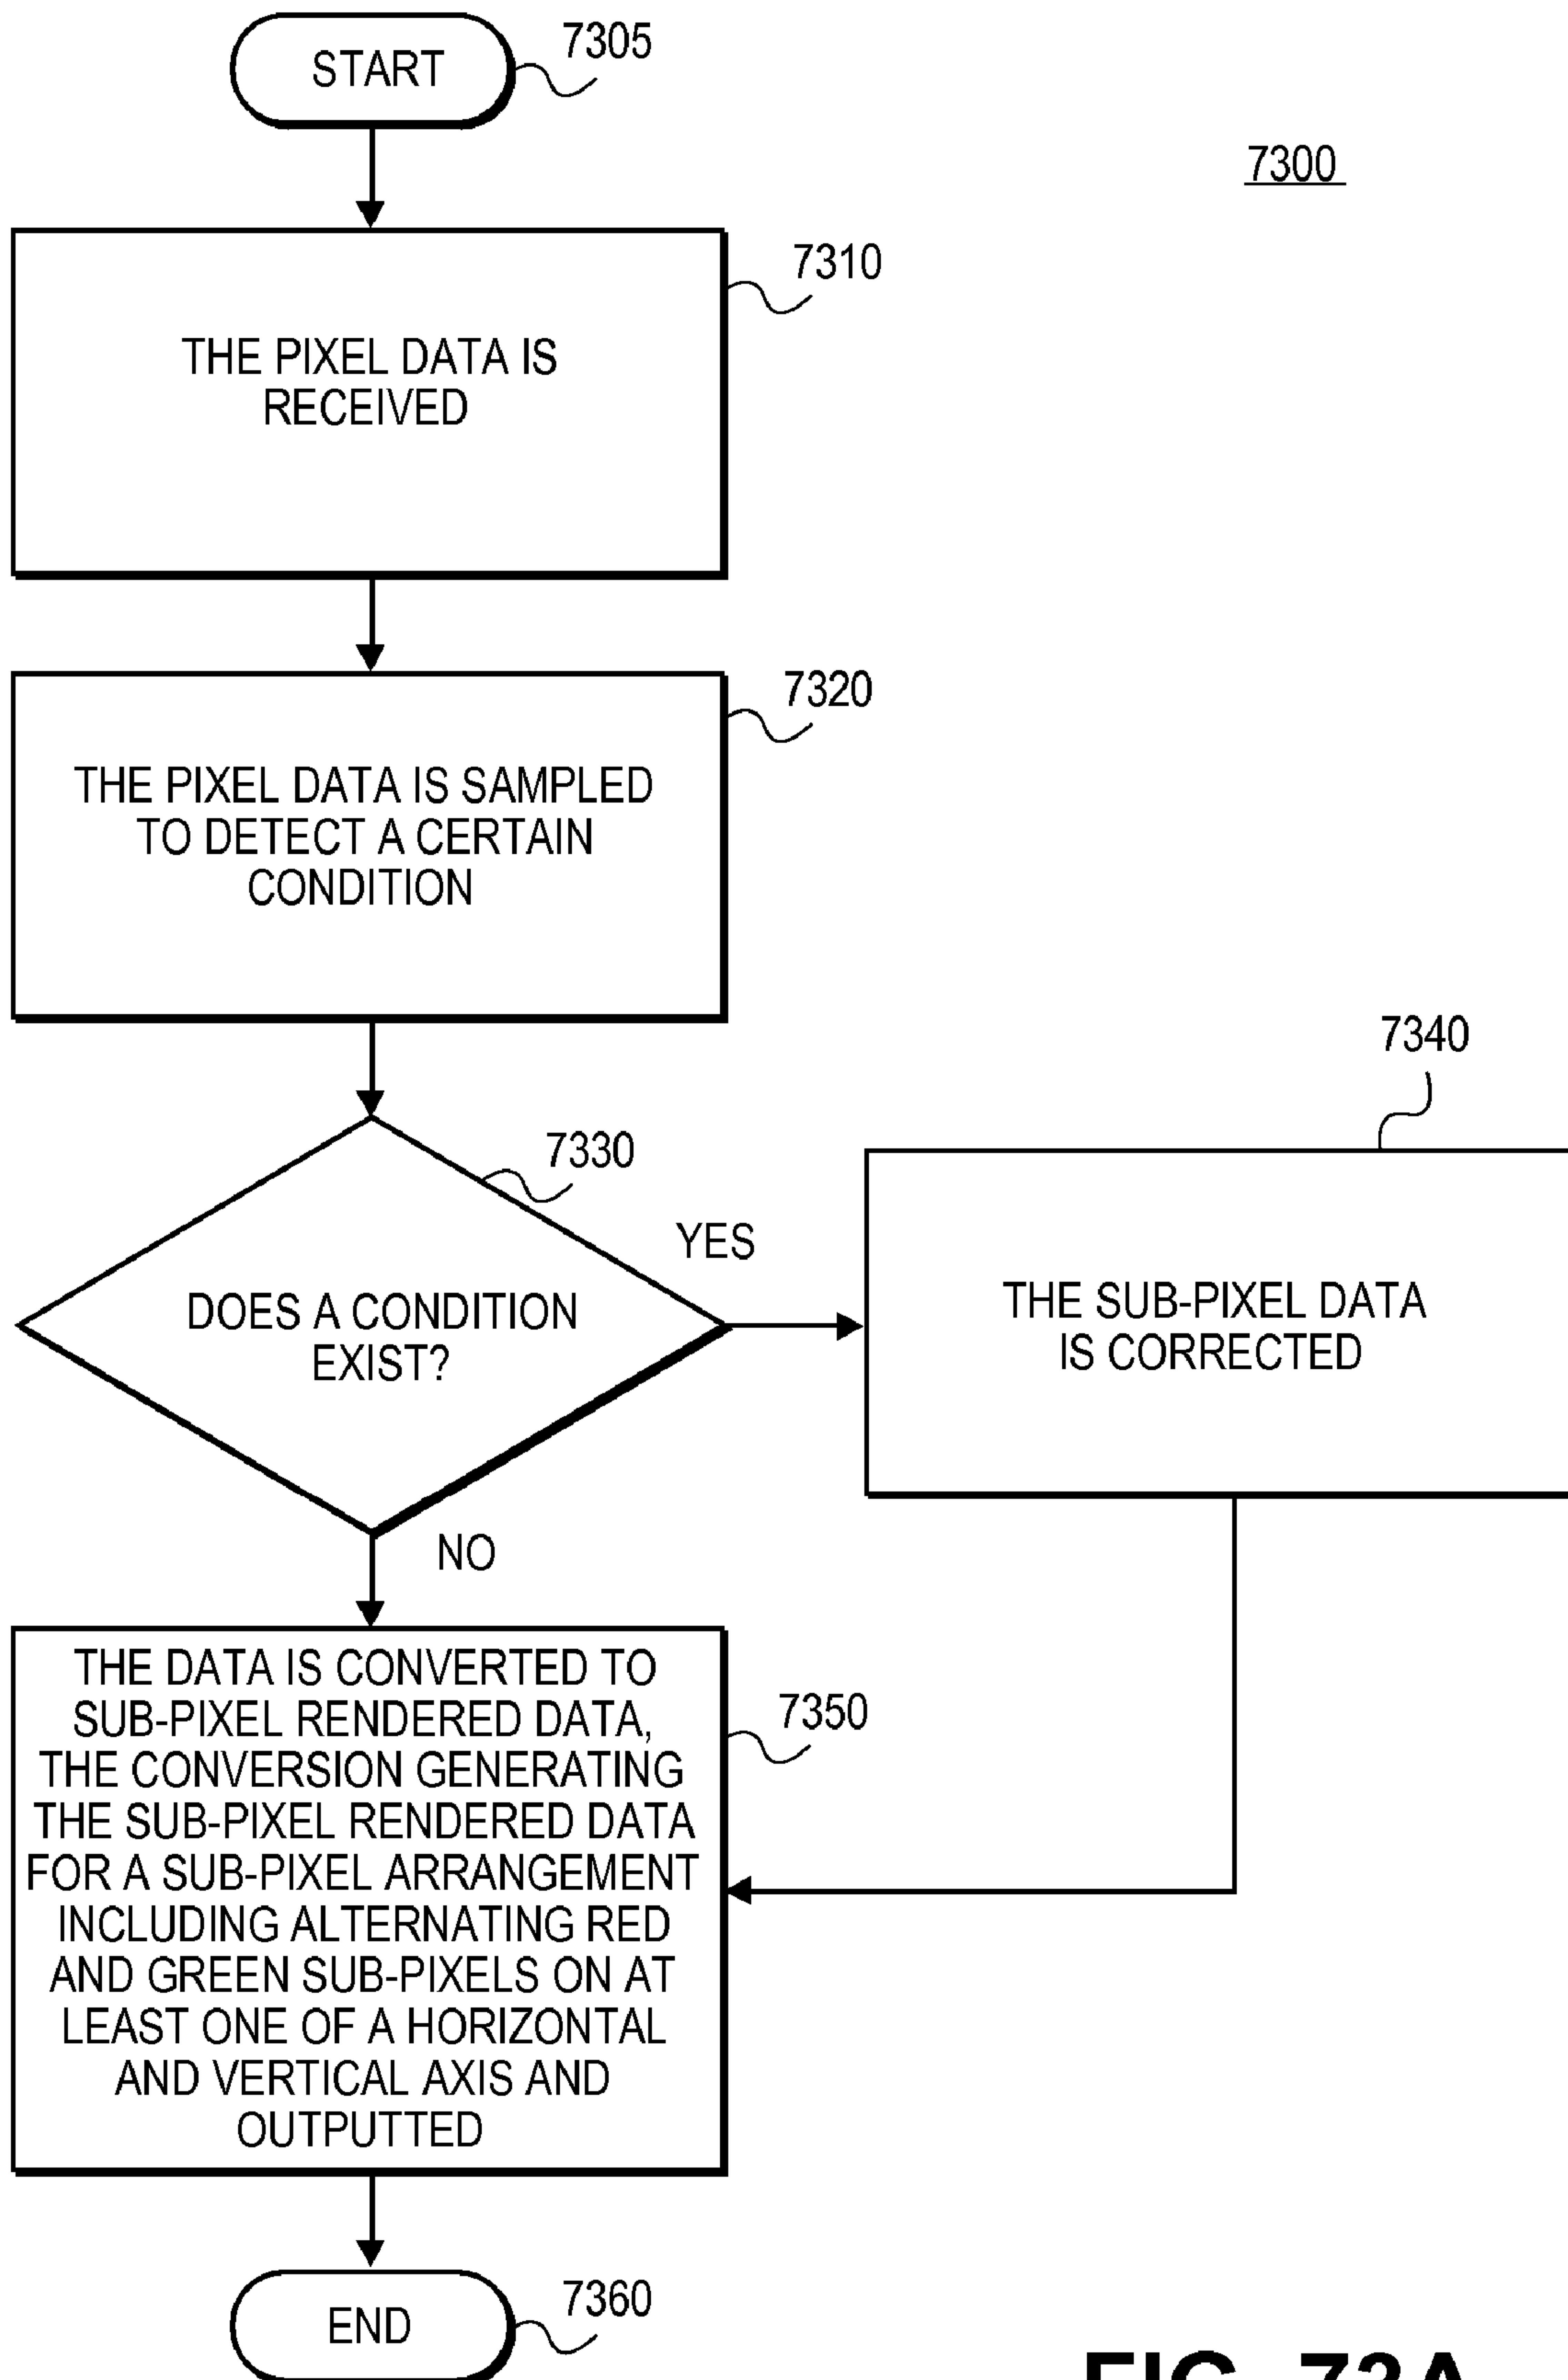 START
7305
7300
7310
THE PIXEL DATA IS
RECEIVED
7320
THE PIXEL DATA IS SAMPLED
TO DETECT A CERTAIN
CONDITION
7340
7330
YES
DOES A CONDITION
EXIST?
THE SUB-PIXEL DATA
IS CORRECTED
NO
THE DATA IS CONVERTED TO
SUB-PIXEL RENDERED DATA,
THE CONVERSION GENERATING
THE SUB-PIXEL RENDERED DATA
FOR A SUB-PIXEL ARRANGEMENT
INCLUDING ALTERNATING RED
AND GREEN SUB-PIXELS ON AT
LEAST ONE OF A HORIZONTAL
AND VERTICAL AXIS AND
OUTPUTTED
7350
END
7360
FIG. 73A